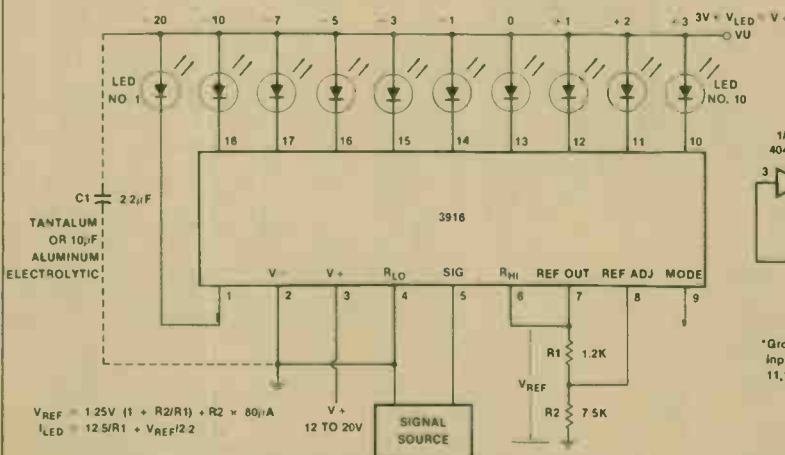 - 20 - 10 - 7 - 5 - 3 - 1 0 + 1 + 2 + 3 3V + VLED = V +
VU
LED
NO. 1
LED
NO. 10
18 17 16 15 14 13 12 11 10
3
C1 2.2μF
TANTALUM
OR 10μF
ALUMINUM
ELECTROLYTIC
3916
V - V + RLO SIG RHI REF OUT REF ADJ MODE
1 2 3 4 5 6 7 8 9
R1 1.2K
VREF
R2 7.5K
V +
12 TO 20V
SIGNAL
SOURCE
VREF = 1.25V (1 + R2/R1) + R2 × 80μA
ILED = 12.5/R1 + VREF/2.2